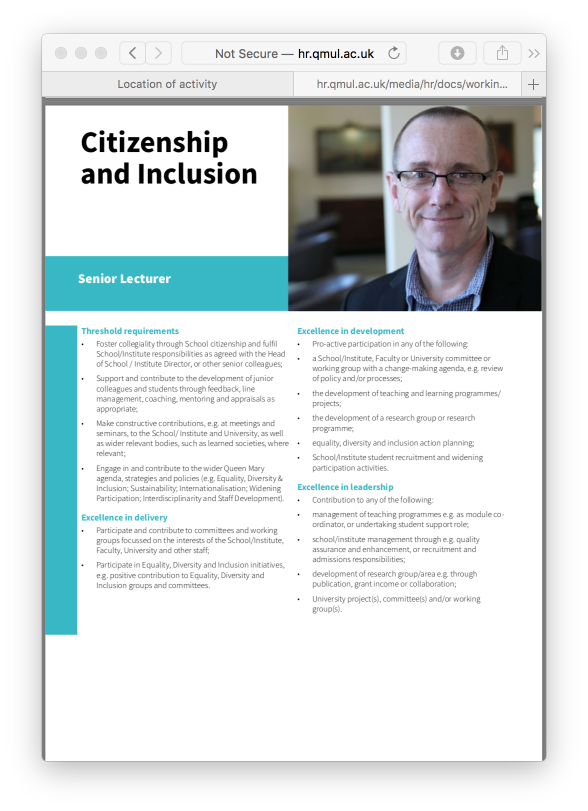 Not Secure — hr.qmul.ac.uk
Location of activity
hr.qmul.ac.uk/media/hr/docs/workin...
Citizenship
and Inclusion
Senior Lecturer
Threshold requirements
• Foster collegiality through School citizenship and fulfil
School/Institute responsibilities as agreed with the Head
of School / Institute Director, or other senior colleagues;
• Support and contribute to the development of junior
colleagues and students through feedback, line
management, coaching, mentoring and appraisals as
appropriate;
• Make constructive contributions, e.g. at meetings and
seminars, to the School/ Institute and University, as well
as wider relevant bodies, such as learned societies, where
relevant;
• Engage in and contribute to the wider Queen Mary
agenda, strategies and policies (e.g. Equality, Diversity &
Inclusion; Sustainability; Internationalisation; Widening
Participation; Interdisciplinarity and Staff Development).
Excellence in delivery
• Participate and contribute to committees and working
groups focussed on the interests of the School/Institute,
Faculty, University and other staff;
• Participate in Equality, Diversity and Inclusion initiatives,
e.g. positive contribution to Equality, Diversity and
Inclusion groups and committees.
Excellence in development
• Pro-active participation in any of the following:
• a School/Institute, Faculty or University committee or
working group with a change-making agenda, e.g. review
of policy and/or processes;
• the development of teaching and learning programmes/
projects;
• the development of a research group or research
programme;
• equality, diversity and inclusion action planning;
• School/Institute student recruitment and widening
participation activities.
Excellence in leadership
• Contribution to any of the following:
• management of teaching programmes e.g. as module co-
ordinator, or undertaking student support role;
• school/institute management through e.g. quality
assurance and enhancement, or recruitment and
admissions responsibilities;
• development of research group/area e.g. through
publication, grant income or collaboration;
• University project(s), committee(s) and/or working
group(s).